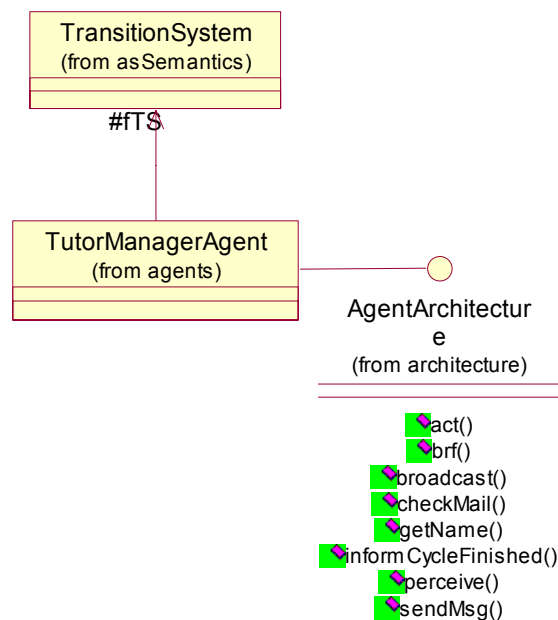 TransitionSystem
(from asSemantics)
#fTS
TutorManagerAgent
(from agents)
AgentArchitectur
e
(from architecture)
act()
brf()
broadcast()
checkMail()
getName()
informCycleFinished()
perceive()
sendMsg()